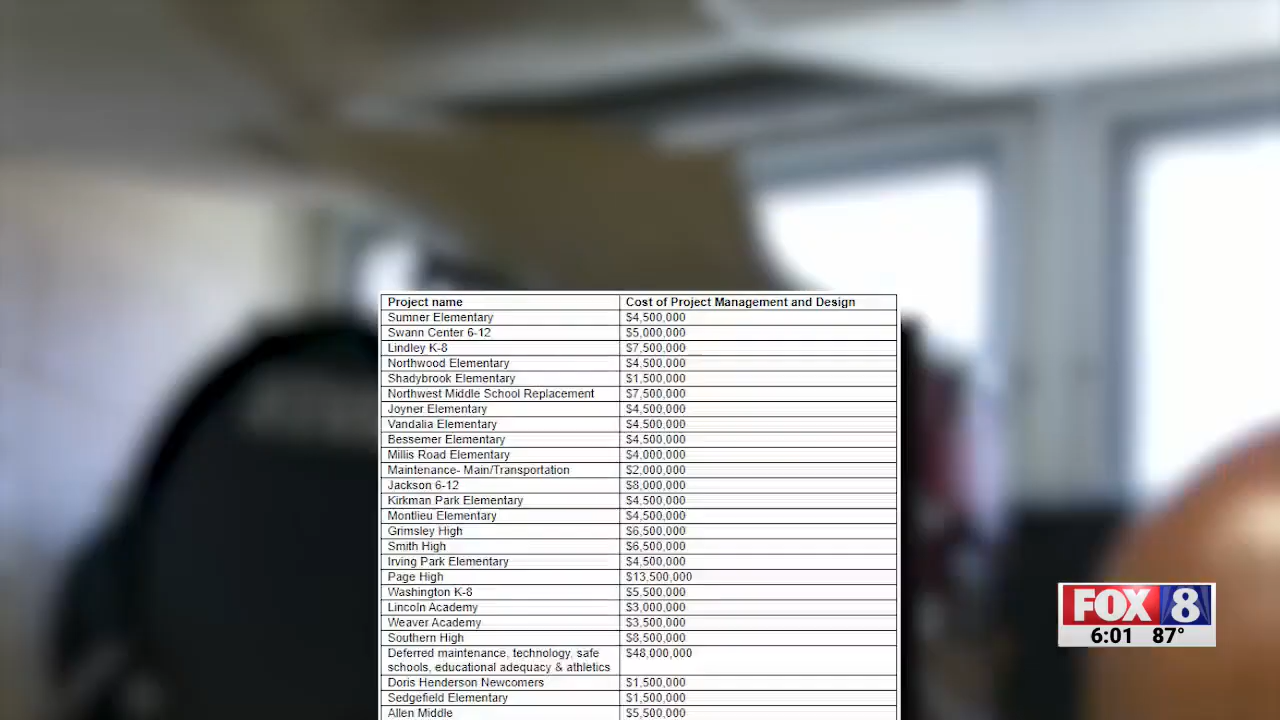 Project name Cost of Project Management and Design
Sumner Elementary $4,500,000
Swann Center 6-12 $5,000,000
Lindley K-8 $7,500,000
Northwood Elementary $4,500,000
Shadybrook Elementary $1,500,000
Northwest Middle School Replacement $7,500,000
Joyner Elementary $4,500,000
Vandalia Elementary $4,500,000
Bessemer Elementary $4,500,000
Millis Road Elementary $4,000,000
Maintenance- Main/Transportation $2,000,000
Jackson 6-12 $8,000,000
Kirkman Park Elementary $4,500,000
Montlieu Elementary $4,500,000
Grimsley High $6,500,000
Smith High $6,500,000
Irving Park Elementary $4,500,000
Page High $13,500,000
Washington K-8 $5,500,000
Lincoln Academy $3,000,000
Weaver Academy $3,500,000
Southern High $8,500,000
Deferred maintenance, technology, safe $48,000,000
schools, educational adequacy & athletics
Doris Henderson Newcomers $1,500,000
Sedgefield Elementary $1,500,000
Allen Middle $5,500,000
FOX 8
6:01 87°